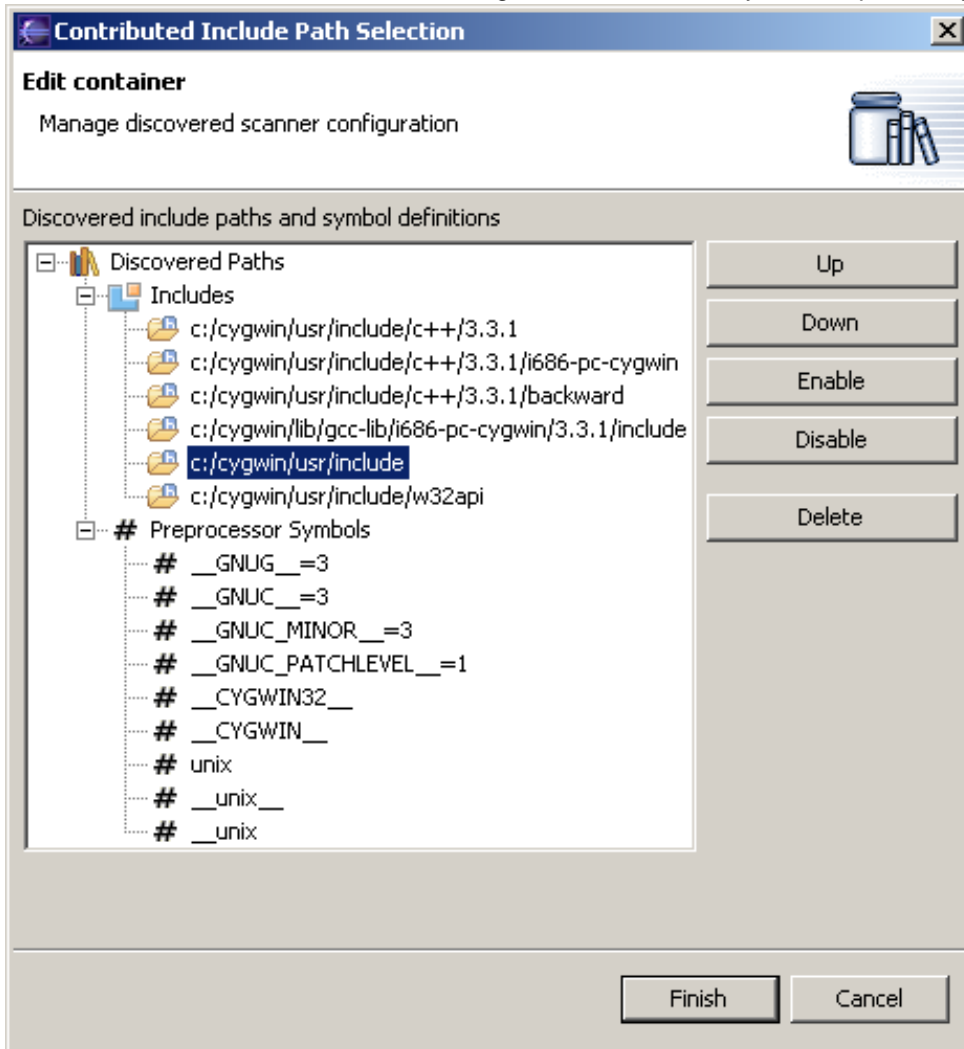 Contributed Include Path Selection
Edit container
Manage discovered scanner configuration
Discovered include paths and symbol definitions
Discovered Paths
Includes
c:/cygwin/usr/include/c++/3.3.1
c:/cygwin/usr/include/c++/3.3.1/i686-pc-cygwin
c:/cygwin/usr/include/c++/3.3.1/backward
c:/cygwin/lib/gcc-lib/i686-pc-cygwin/3.3.1/include
c:/cygwin/usr/include
c:/cygwin/usr/include/w32api
# Preprocessor Symbols
# __GNUG__=3
# __GNUC__=3
# __GNUC_MINOR__=3
# __GNUC_PATCHLEVEL__=1
# __CYGWIN32__
# __CYGWIN__
# unix
# __unix__
# __unix
Up
Down
Enable
Disable
Delete
Finish
Cancel